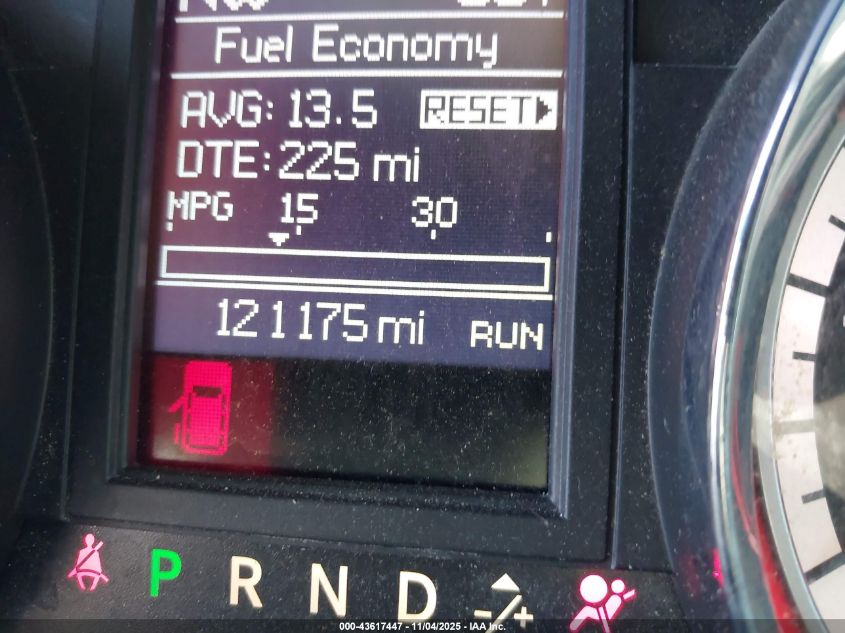 NW
Fuel Economy
AVG: 13.5 RESET
DTE: 225 mi
MPG 15 30
121175 mi RUN
P R N D -/+
000-43617447 - 11/04/2025 - IAA Inc.